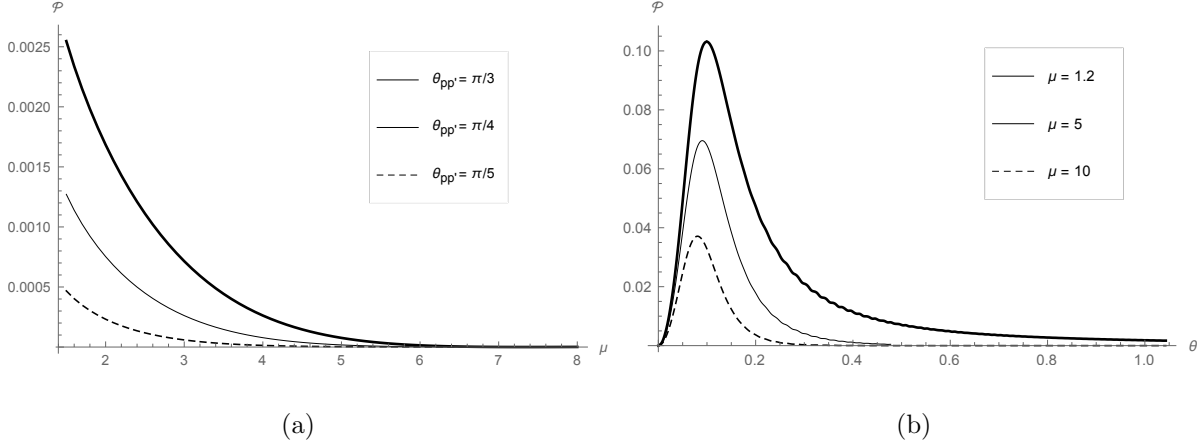 𝒫
0.0025
0.0020
0.0015
0.0010
0.0005
2 3 4 5 6 7 8
μ
θpp' = π/3
θpp' = π/4
θpp' = π/5
(a)
𝒫
0.10
0.08
0.06
0.04
0.02
0.2 0.4 0.6 0.8 1.0
θ
μ = 1.2
μ = 5
μ = 10
(b)